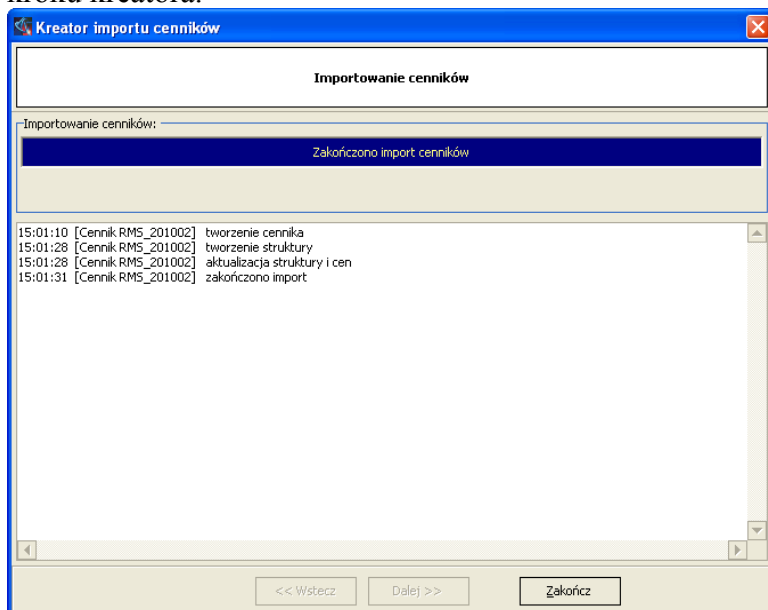 kroku kreatora.
Kreator importu cenników
Importowanie cenników
Importowanie cenników:
Zakończono import cenników
15:01:10 [Cennik RMS_201002] tworzenie cennika
15:01:28 [Cennik RMS_201002] tworzenie struktury
15:01:28 [Cennik RMS_201002] aktualizacja struktury i cen
15:01:31 [Cennik RMS_201002] zakończono import
<< Wstecz Dalej >> Zakończ